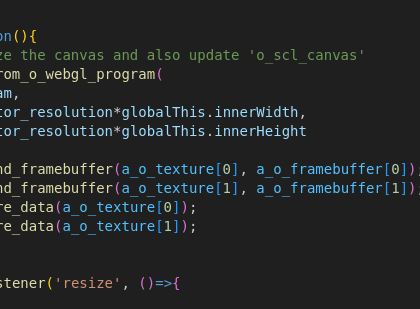 on(){
ze the canvas and also update 'o_scl_canvas'
rom_o_webgl_program(
am,
tor_resolution*globalThis.innerWidth,
tor_resolution*globalThis.innerHeight
nd_framebuffer(a_o_texture[0], a_o_framebuffer[0])
nd_framebuffer(a_o_texture[1], a_o_framebuffer[1])
re_data(a_o_texture[0]);
re_data(a_o_texture[1]);
stener('resize', ()=>{